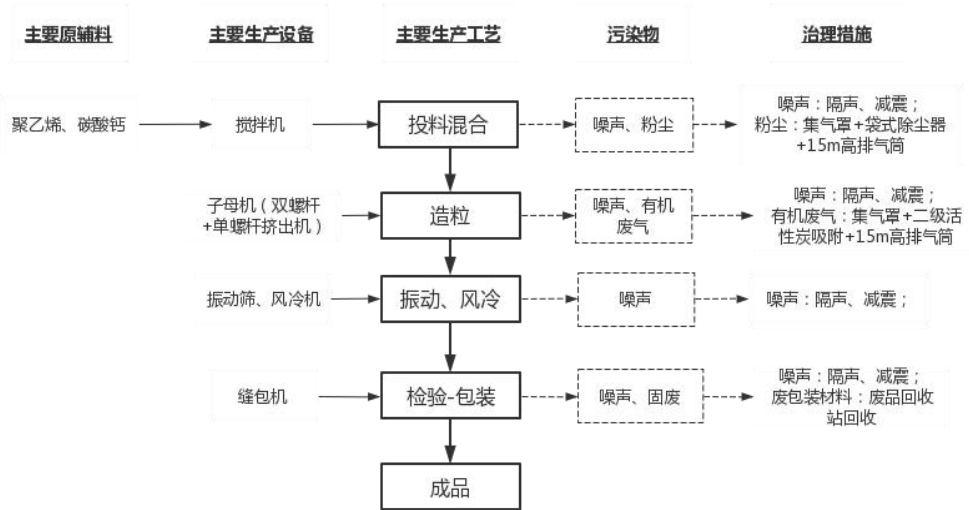 主要原辅料 主要生产设备 主要生产工艺 污染物 治理措施
聚乙烯、碳酸钙
搅拌机
投料混合
噪声、粉尘
噪声：隔声、减震；
粉尘：集气罩+袋式除尘器
+15m高排气筒
子母机（双螺杆
+单螺杆挤出机）
造粒
噪声、有机
废气
噪声：隔声、减震；
有机废气：集气罩+二级活
性炭吸附+15m高排气筒
振动筛、风冷机
振动、风冷
噪声
噪声：隔声、减震；
缝包机
检验-包装
噪声、固废
噪声：隔声、减震；
废包装材料：废品回收
站回收
成品